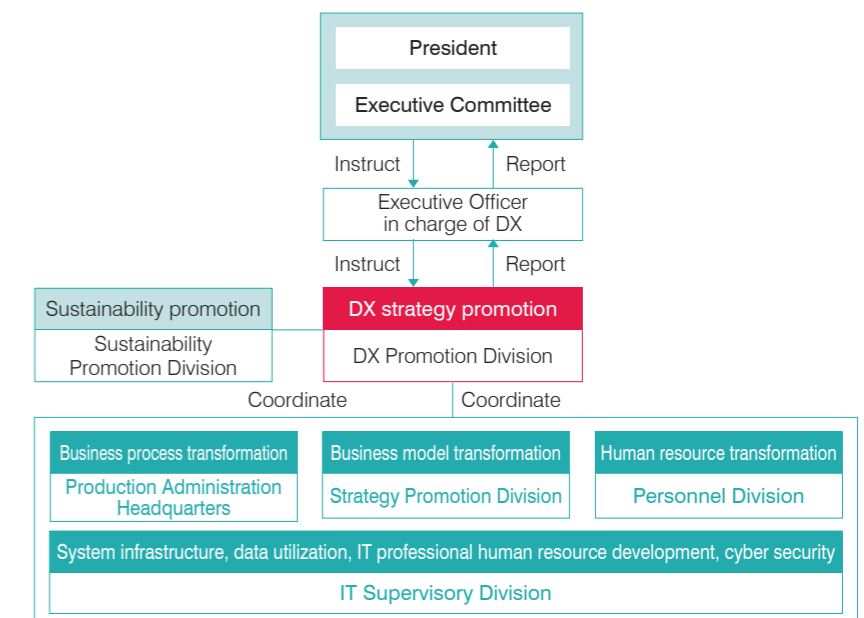 President
Executive Committee
Instruct
Report
Executive Officer
in charge of DX
Instruct
Report
Sustainability promotion
Sustainability
Promotion Division
DX strategy promotion
DX Promotion Division
Coordinate
Coordinate
Business process transformation
Production Administration
Headquarters
Business model transformation
Strategy Promotion Division
Human resource transformation
Personnel Division
System infrastructure, data utilization, IT professional human resource development, cyber security
IT Supervisory Division